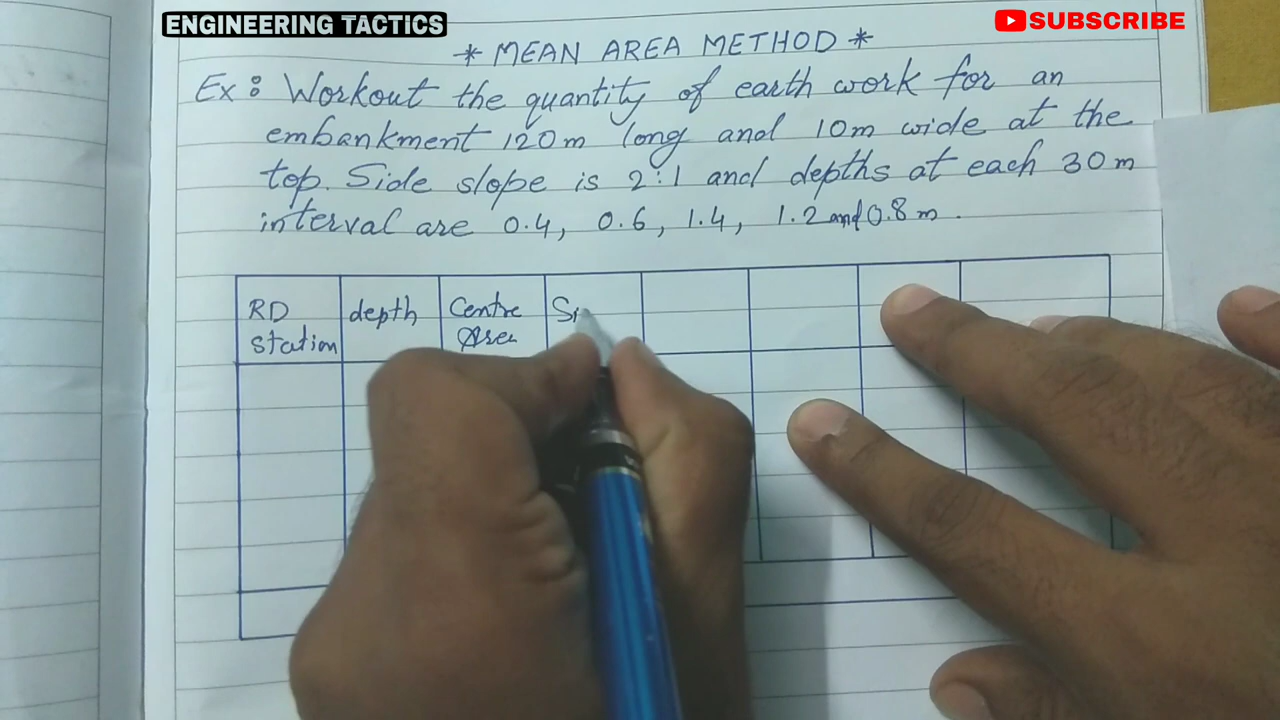 ENGINEERING TACTICS
SUBSCRIBE
* MEAN AREA METHOD *
Ex: Workout the quantity of earth work for an
embankment 120m long and 10m wide at the
top. Side slope is 2:1 and depths at each 30m
interval are 0.4, 0.6, 1.4, 1.2 and 0.8m.
RD station
depth
Centre Area
Si